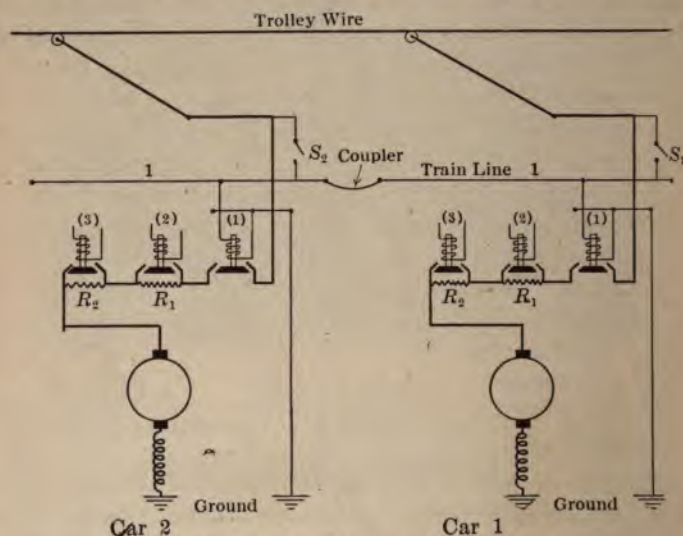 Trolley Wire
S₂
Coupler
S₂
1
Train Line 1
(3) (2) (1)
(3) (2) (1)
R₂ R₁
R₂ R₁
Ground
Ground
Car 2
Car 1